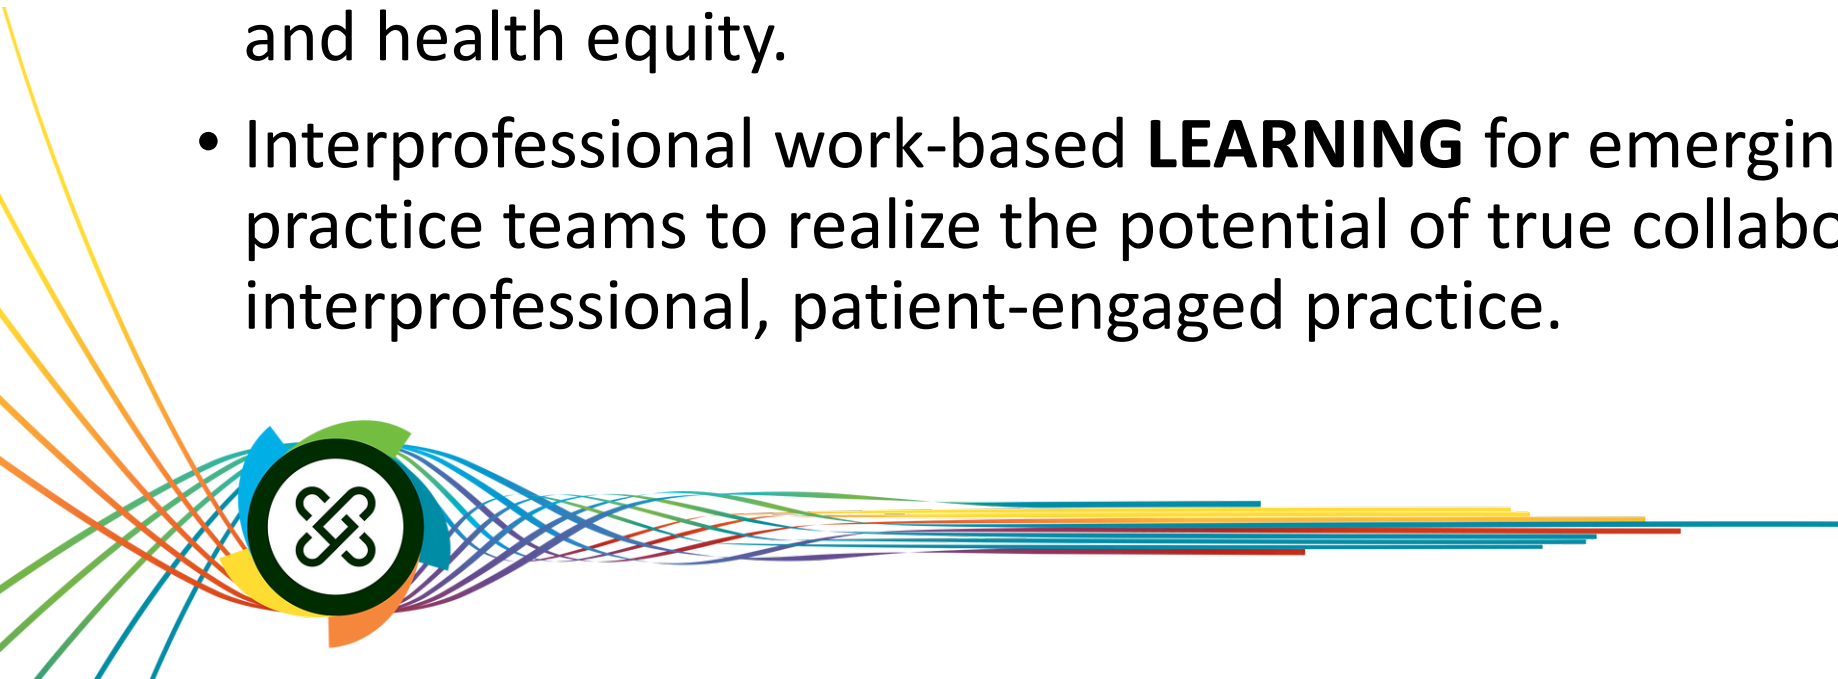 and health equity.
• Interprofessional work-based LEARNING for emergin
practice teams to realize the potential of true collabo
interprofessional, patient-engaged practice.